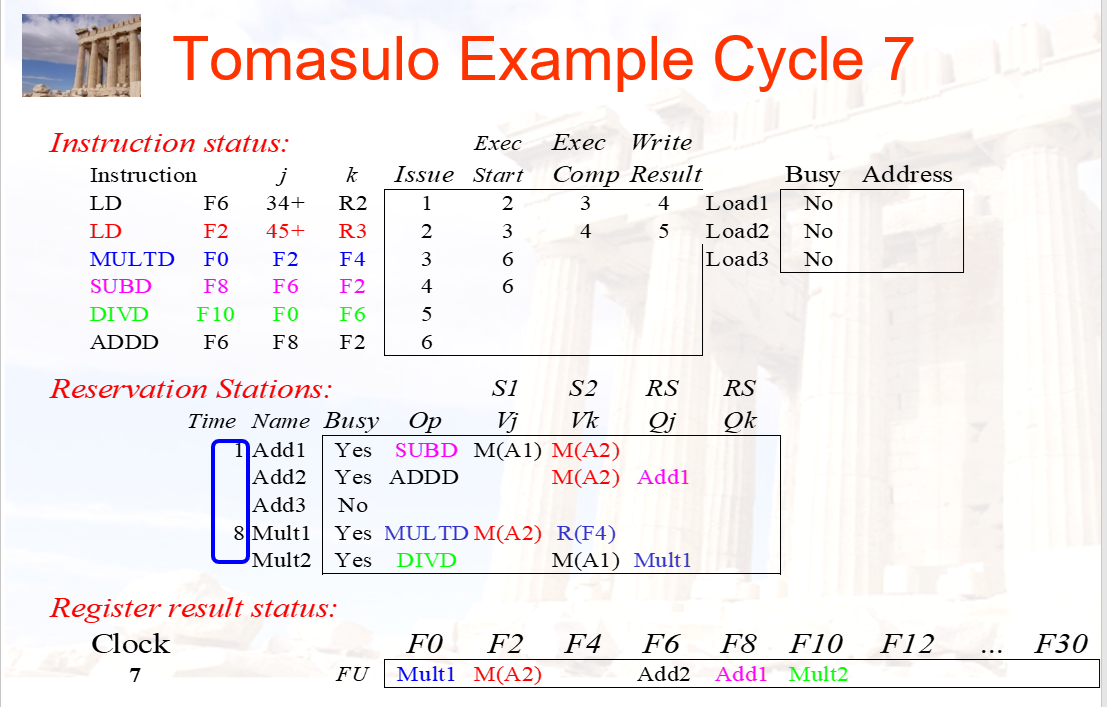 Tomasulo Example Cycle 7
Instruction status: Exec Exec Write
Instruction j k Issue Start Comp Result Busy Address
LD F6 34+ R2 1 2 3 4 Load1 No
LD F2 45+ R3 2 3 4 5 Load2 No
MULTD F0 F2 F4 3 6 Load3 No
SUBD F8 F6 F2 4 6
DIVD F10 F0 F6 5
ADDD F6 F8 F2 6
Reservation Stations: S1 S2 RS RS
Time Name Busy Op Vj Vk Qj Qk
1 Add1 Yes SUBD M(A1) M(A2)
Add2 Yes ADDD M(A2) Add1
Add3 No
8 Mult1 Yes MULTD M(A2) R(F4)
Mult2 Yes DIVD M(A1) Mult1
Register result status:
Clock F0 F2 F4 F6 F8 F10 F12 ... F30
7 FU Mult1 M(A2) Add2 Add1 Mult2